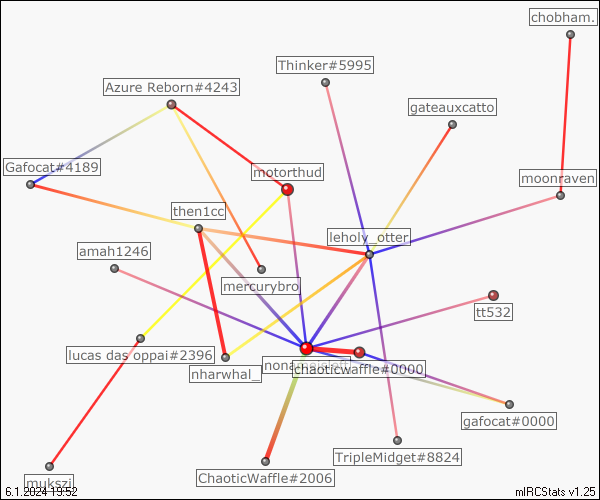 chobham.
Thinker#5995
Azure Reborn#4243
gateauxcatto
Gafocat#4189
motorthud
moonraven
then1cc
leholy_otter
amah1246
mercurybro
tt532
lucas das oppai#2396
chaoticwaffle#0000
nharwhal_
gafocat#0000
TripleMidget#8824
ChaoticWaffle#2006
mukszi
6.1.2024 19:52
mIRCStats v1.25